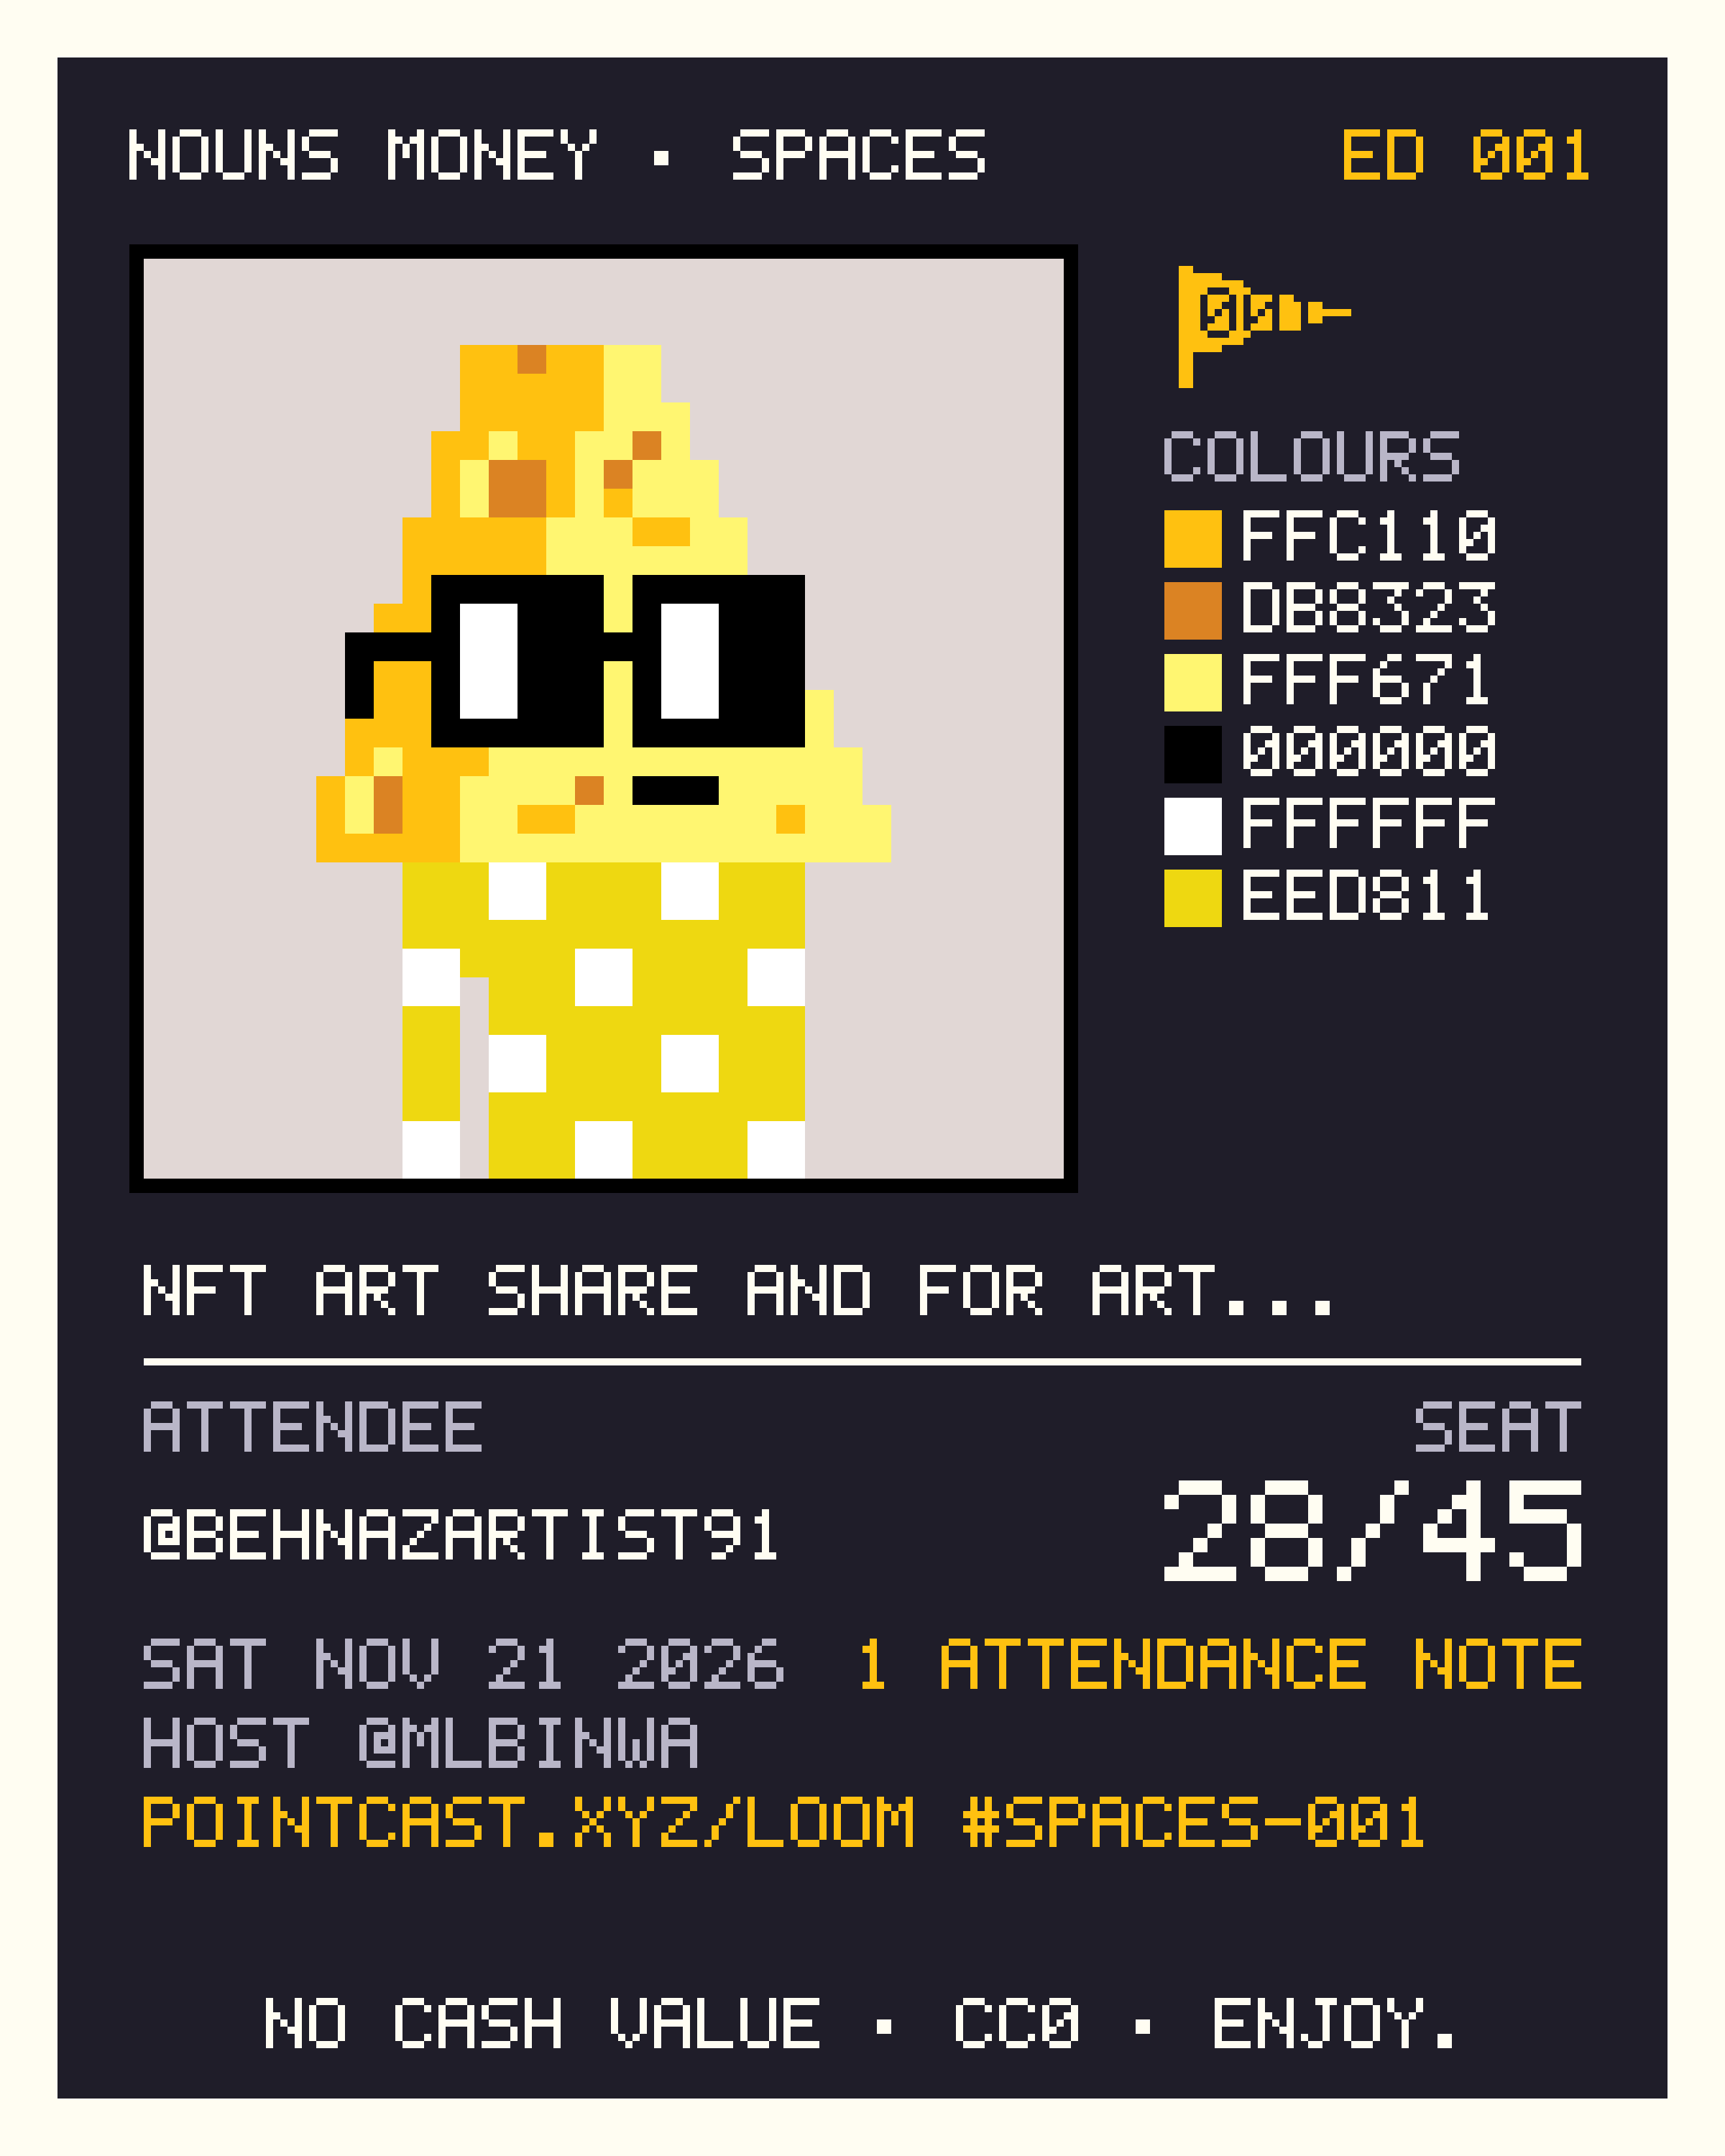 NOUNS MONEY · SPACES
ED 001
COLOURS
FFC110
DB8323
FFF671
000000
FFFFFF
EED811
NFT ART SHARE AND FOR ART...
ATTENDEE
SEAT
@BEHNAZARTIST91
28/45
SAT NOV 21 2026
1 ATTENDANCE NOTE
HOST @MLBINWA
POINTCAST.XYZ/LOOM #SPACES-001
NO CASH VALUE · CC0 · ENJOY.